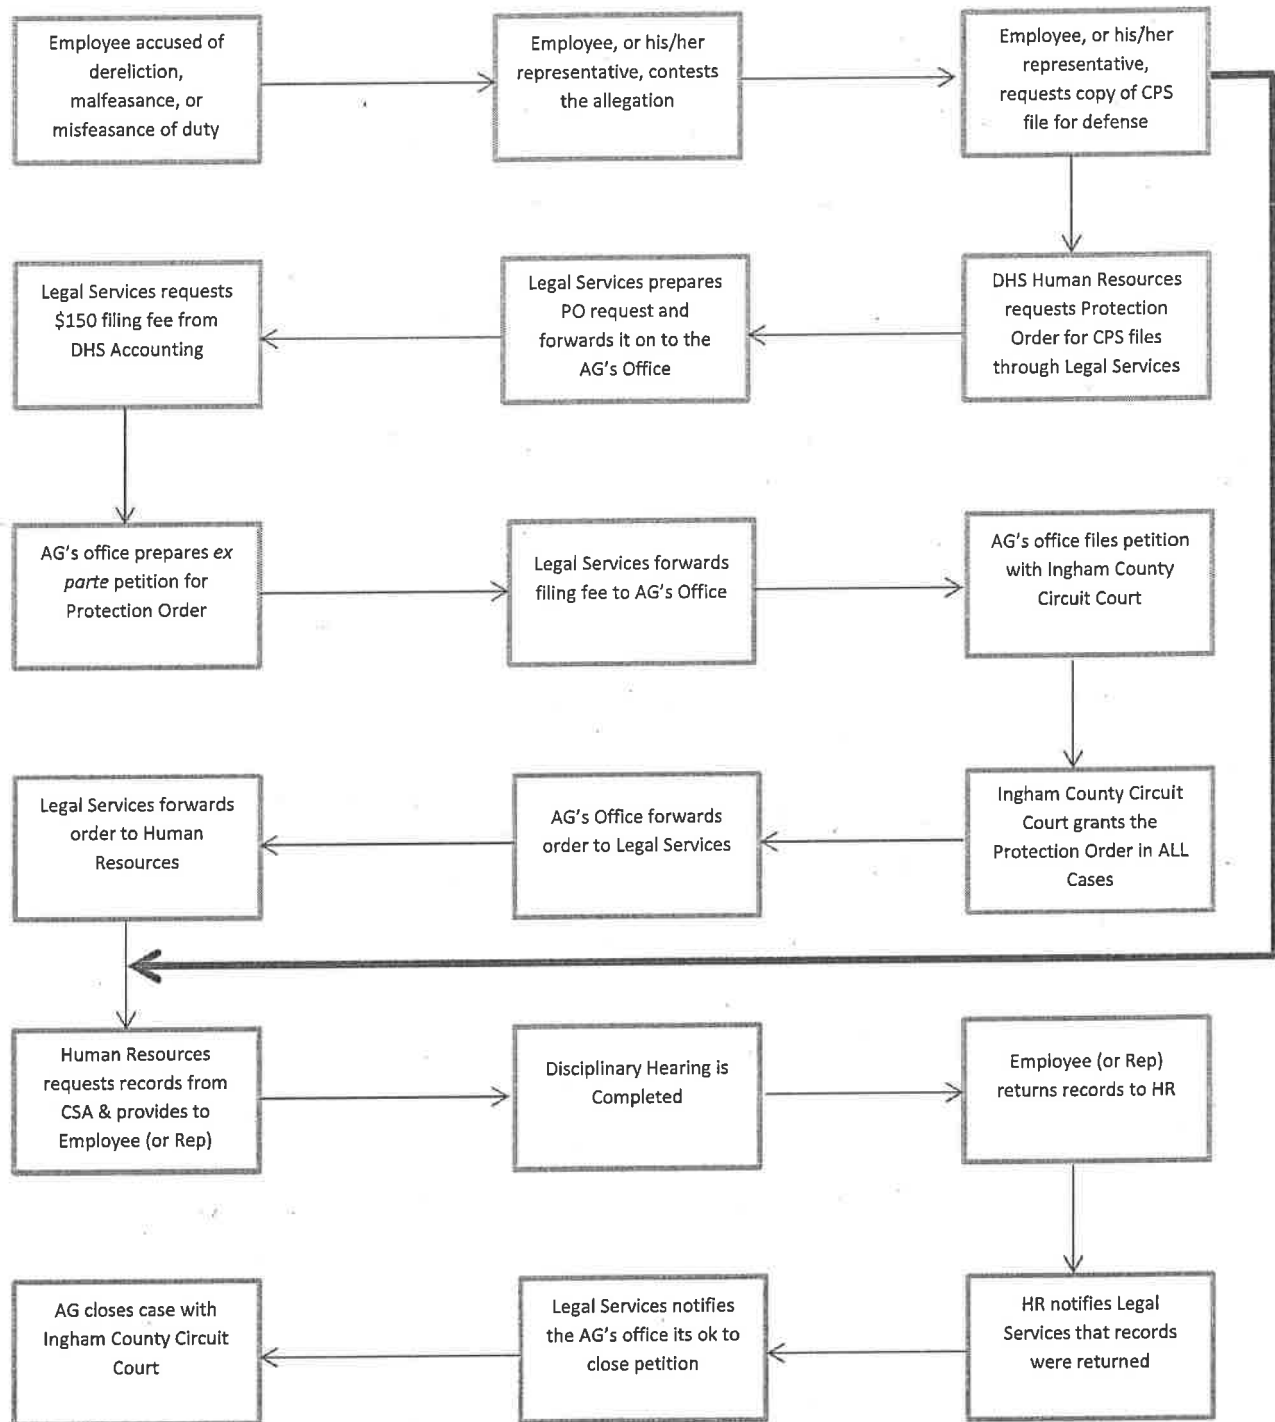 Employee accused of
dereliction,
malfeasance, or
misfeasance of duty
Employee, or his/her
representative, contests
the allegation
Employee, or his/her
representative,
requests copy of CPS
file for defense
DHS Human Resources
requests Protection
Order for CPS files
through Legal Services
Legal Services prepares
PO request and
forwards it on to the
AG's Office
Legal Services requests
$150 filing fee from
DHS Accounting
AG's office prepares ex
parte petition for
Protection Order
Legal Services forwards
filing fee to AG's Office
AG's office files petition
with Ingham County
Circuit Court
Ingham County Circuit
Court grants the
Protection Order in ALL
Cases
AG's Office forwards
order to Legal Services
Legal Services forwards
order to Human
Resources
Human Resources
requests records from
CSA & provides to
Employee (or Rep)
Disciplinary Hearing is
Completed
Employee (or Rep)
returns records to HR
HR notifies Legal
Services that records
were returned
Legal Services notifies
the AG's office its ok to
close petition
AG closes case with
Ingham County Circuit
Court